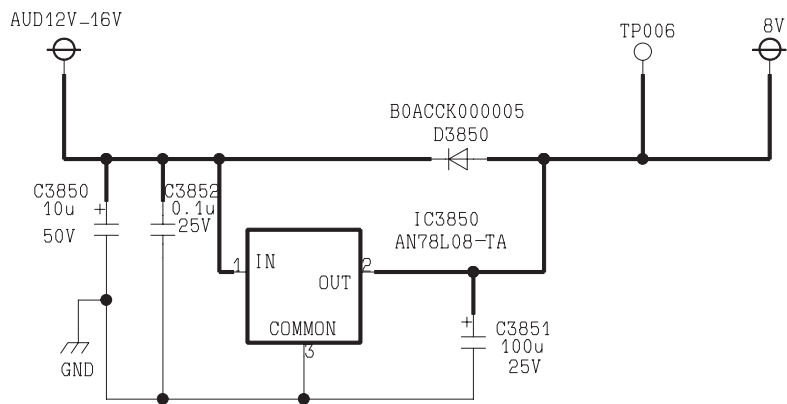 AUD12V-16V
TP006
8V
B0ACCK000005
D3850
C3850
10u
50V
+
C3852
0.1u
25V
IC3850
AN78L08-TA
1
IN
2
OUT
COMMON
3
+
C3851
100u
25V
GND